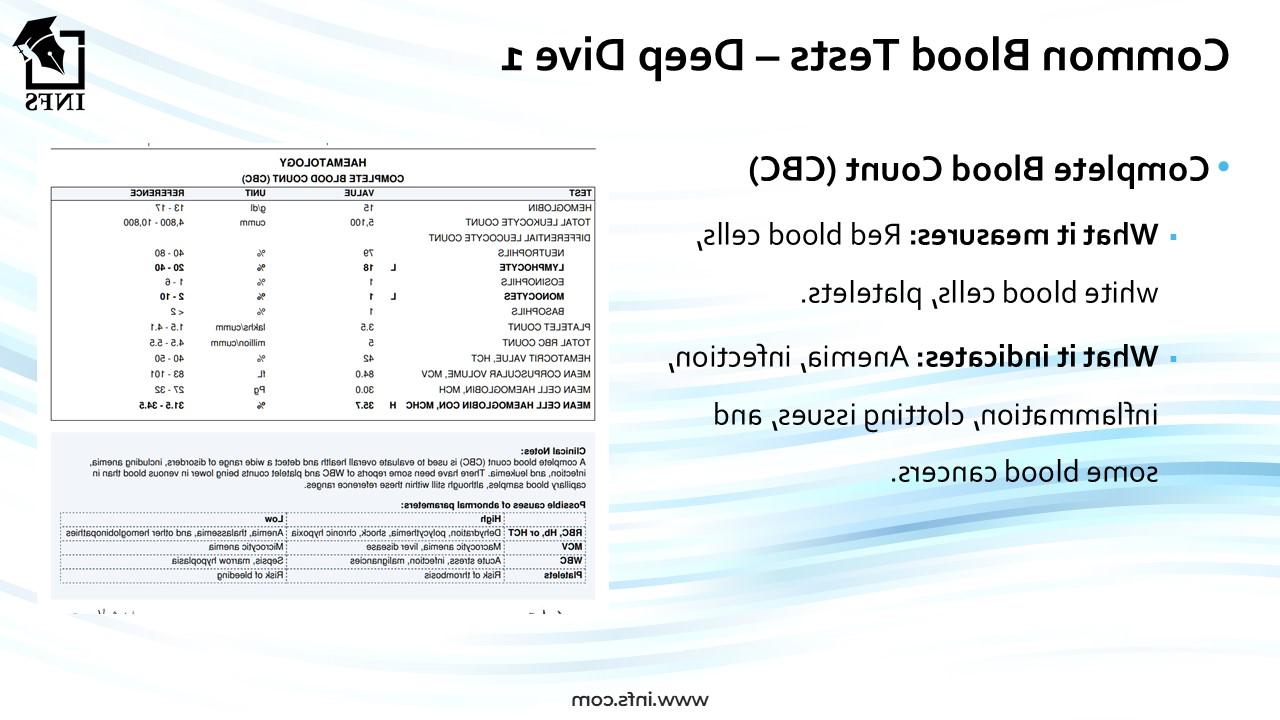 Common Blood Tests – Deep Dive 1
INFS
• Complete Blood Count (CBC)
▪ What it measures: Red blood cells,
white blood cells, platelets.
▪ What it indicates: Anemia, infection,
inflammation, clotting issues, and
some blood cancers.
HAEMATOLOGY
COMPLETE BLOOD COUNT (CBC)
TEST VALUE UNIT REFERENCE
HEMOGLOBIN 15 g/dl 13 - 17
TOTAL LEUKOCYTE COUNT 5,100 cumm 4,800 - 10,800
DIFFERENTIAL LEUCOCYTE COUNT
NEUTROPHILS 79 % 40 - 80
LYMPHOCYTE L 18 % 20 - 40
EOSINOPHILS 1 % 1 - 6
MONOCYTES L 1 % 2 - 10
BASOPHILS 1 % < 2
PLATELET COUNT 3.5 lakhs/cumm 1.5 - 4.1
TOTAL RBC COUNT 5 million/cumm 4.5 - 5.5
HEMATOCRIT VALUE, HCT 42 % 40 - 50
MEAN CORPUSCULAR VOLUME, MCV 84.0 fL 83 - 101
MEAN CELL HAEMOGLOBIN, MCH 30.0 Pg 27 - 32
MEAN CELL HAEMOGLOBIN CON, MCHC H 35.7 % 31.5 - 34.5
Clinical Notes:
A complete blood count (CBC) is used to evaluate overall health and detect a wide range of disorders, including anemia,
infection, and leukemia. There have been some reports of WBC and platelet counts being lower in venous blood than in
capillary blood samples, although still within these reference ranges.
Possible causes of abnormal parameters:
High Low
RBC, Hb, or HCT Dehydration, polycythemia, shock, chronic hypoxia Anemia, thalassemia, and other hemoglobinopathies
MCV Macrocytic anemia, liver disease Microcytic anemia
WBC Acute stress, infection, malignancies Sepsis, marrow hypoplasia
Platelets Risk of thrombosis Risk of bleeding
www.infs.com